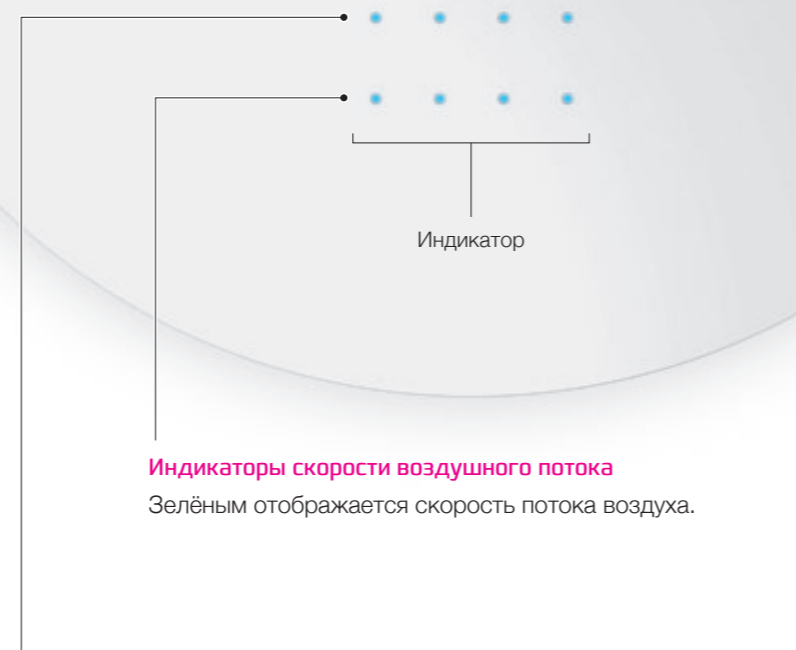 Индикатор
Индикаторы скорости воздушного потока
Зелёным отображается скорость потока воздуха.